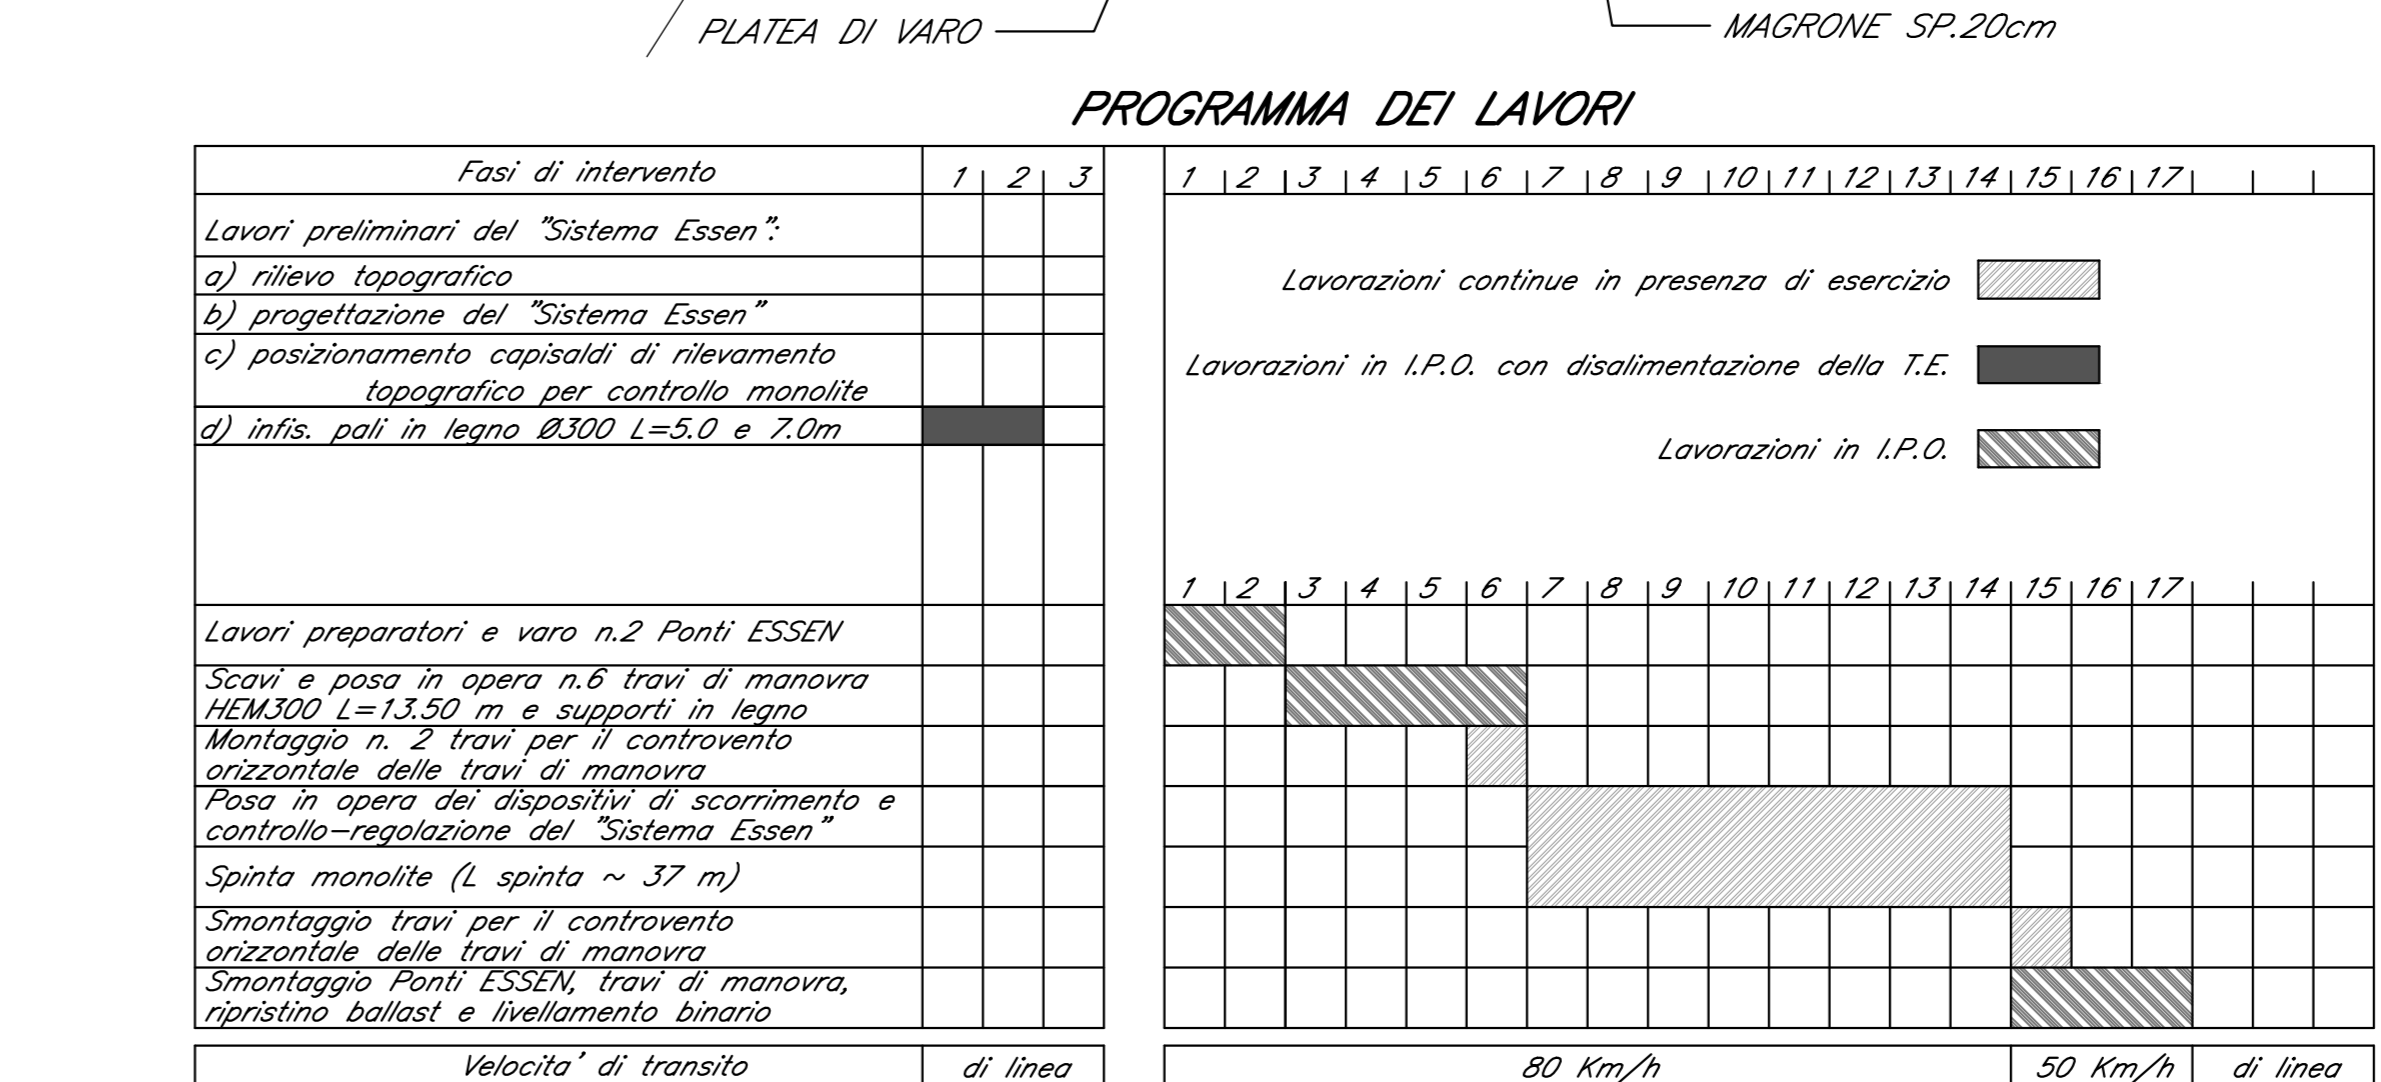 PLATEA DI VARO
MAGRONE SP.20cm
PROGRAMMA DEI LAVORI
Fasi di intervento 1 2 3 1 2 3 4 5 6 7 8 9 10 11 12 13 14 15 16 17
Lavori preliminari del "Sistema Essen":
a) rilievo topografico
b) progettazione del "Sistema Essen"
c) posizionamento capisaldi di rilevamento
topografico per controllo monolite
d) infis. pali in legno Ø300 L=5.0 e 7.0m
Lavorazioni continue in presenza di esercizio
Lavorazioni in I.P.O. con disalimentazione della T.E.
Lavorazioni in I.P.O.
1 2 3 4 5 6 7 8 9 10 11 12 13 14 15 16 17
Lavori preparatori e varo n.2 Ponti ESSEN
Scavi e posa in opera n.6 travi di manovra
HEM300 L=13.50 m e supporti in legno
Montaggio n. 2 travi per il controvento
orizzontale delle travi di manovra
Posa in opera dei dispositivi di scorrimento e
controllo-regolazione del "Sistema Essen"
Spinta monolite (L spinta ~ 37 m)
Smontaggio travi per il controvento
orizzontale delle travi di manovra
Smontaggio Ponti ESSEN, travi di manovra,
ripristino ballast e livellamento binario
Velocita' di transito di linea 80 Km/h 50 Km/h di linea